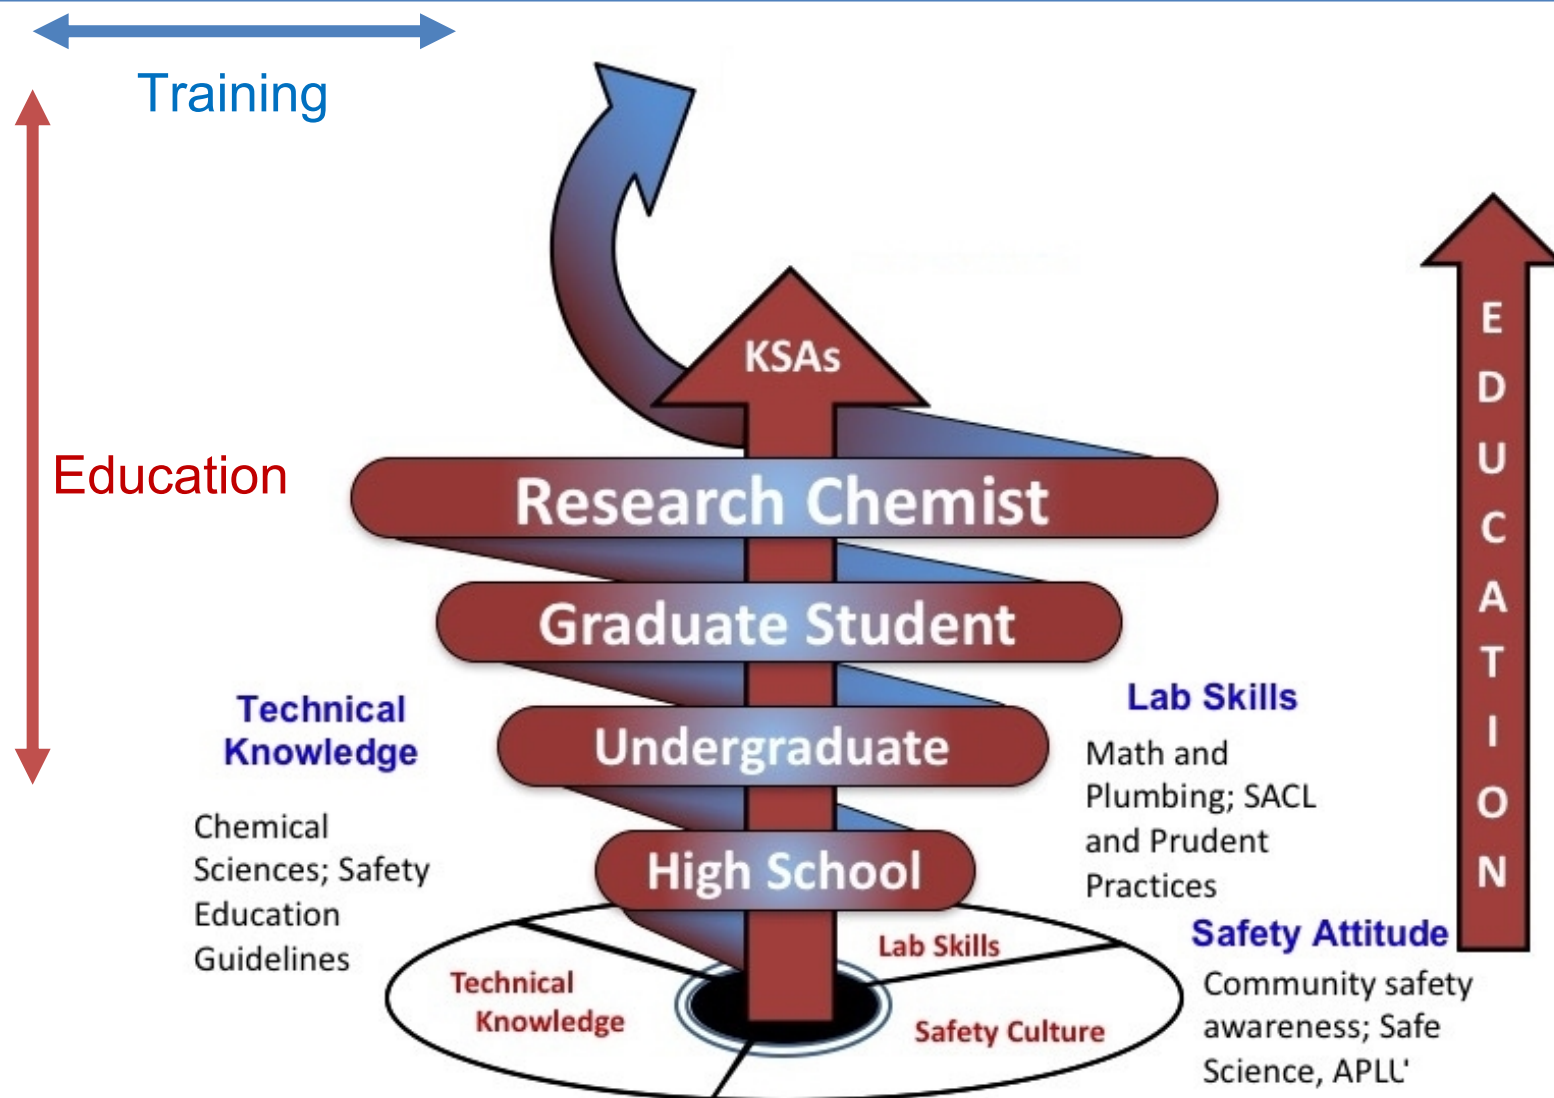 Training
Education
KSAs
Research Chemist
Graduate Student
Undergraduate
High School
Technical
Knowledge
Chemical
Sciences; Safety
Education
Guidelines
Lab Skills
Math and
Plumbing; SACL
and Prudent
Practices
Safety Attitude
Community safety
awareness; Safe
Science,
Technical
Knowledge
Lab Skills
Safety Culture
EDUCATION